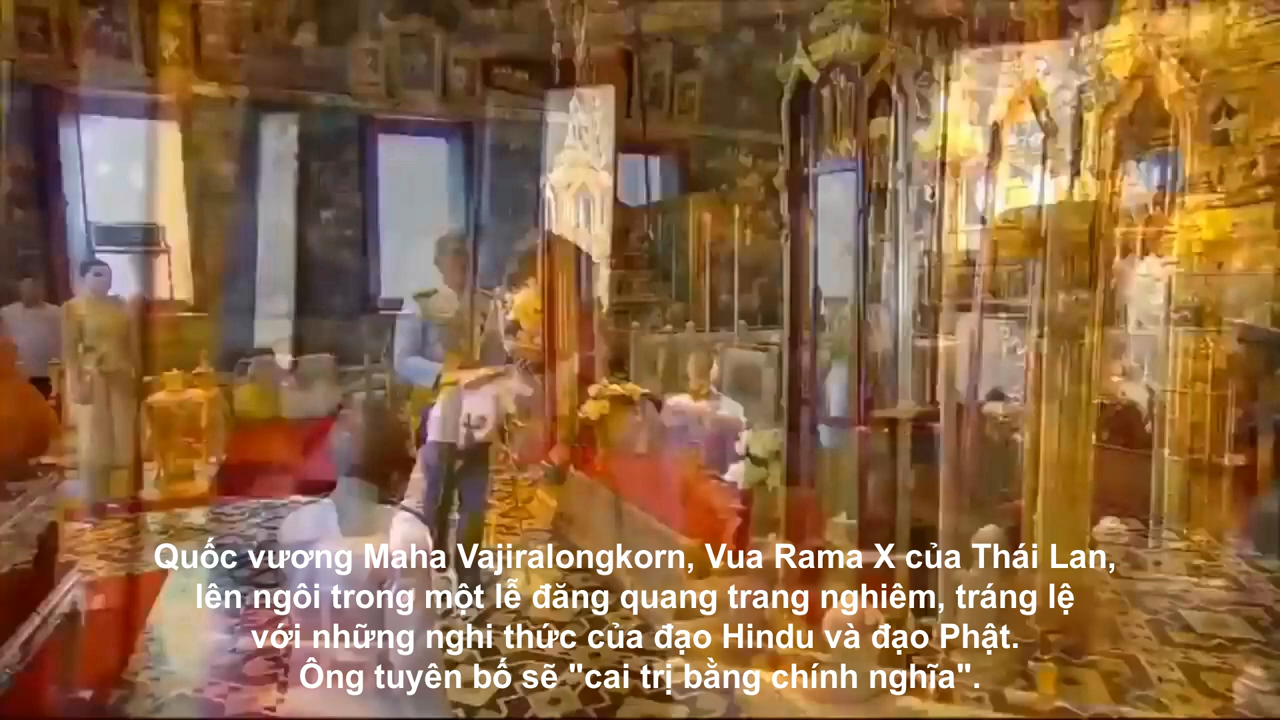 Quốc vương Maha Vajiralongkorn, Vua Rama X của Thái Lan,
lên ngôi trong một lễ đăng quang trang nghiêm, tráng lệ
với những nghi thức của đạo Hindu và đạo Phật.
Ông tuyên bố sẽ "cai trị bằng chính nghĩa".